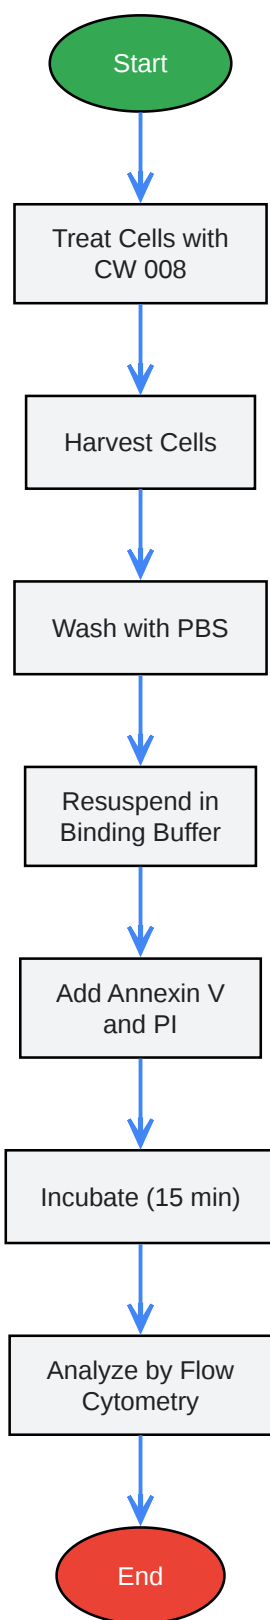 Start
Treat Cells with
CW 008
Harvest Cells
Wash with PBS
Resuspend in
Binding Buffer
Add Annexin V
and PI
Incubate (15 min)
Analyze by Flow
Cytometry
End